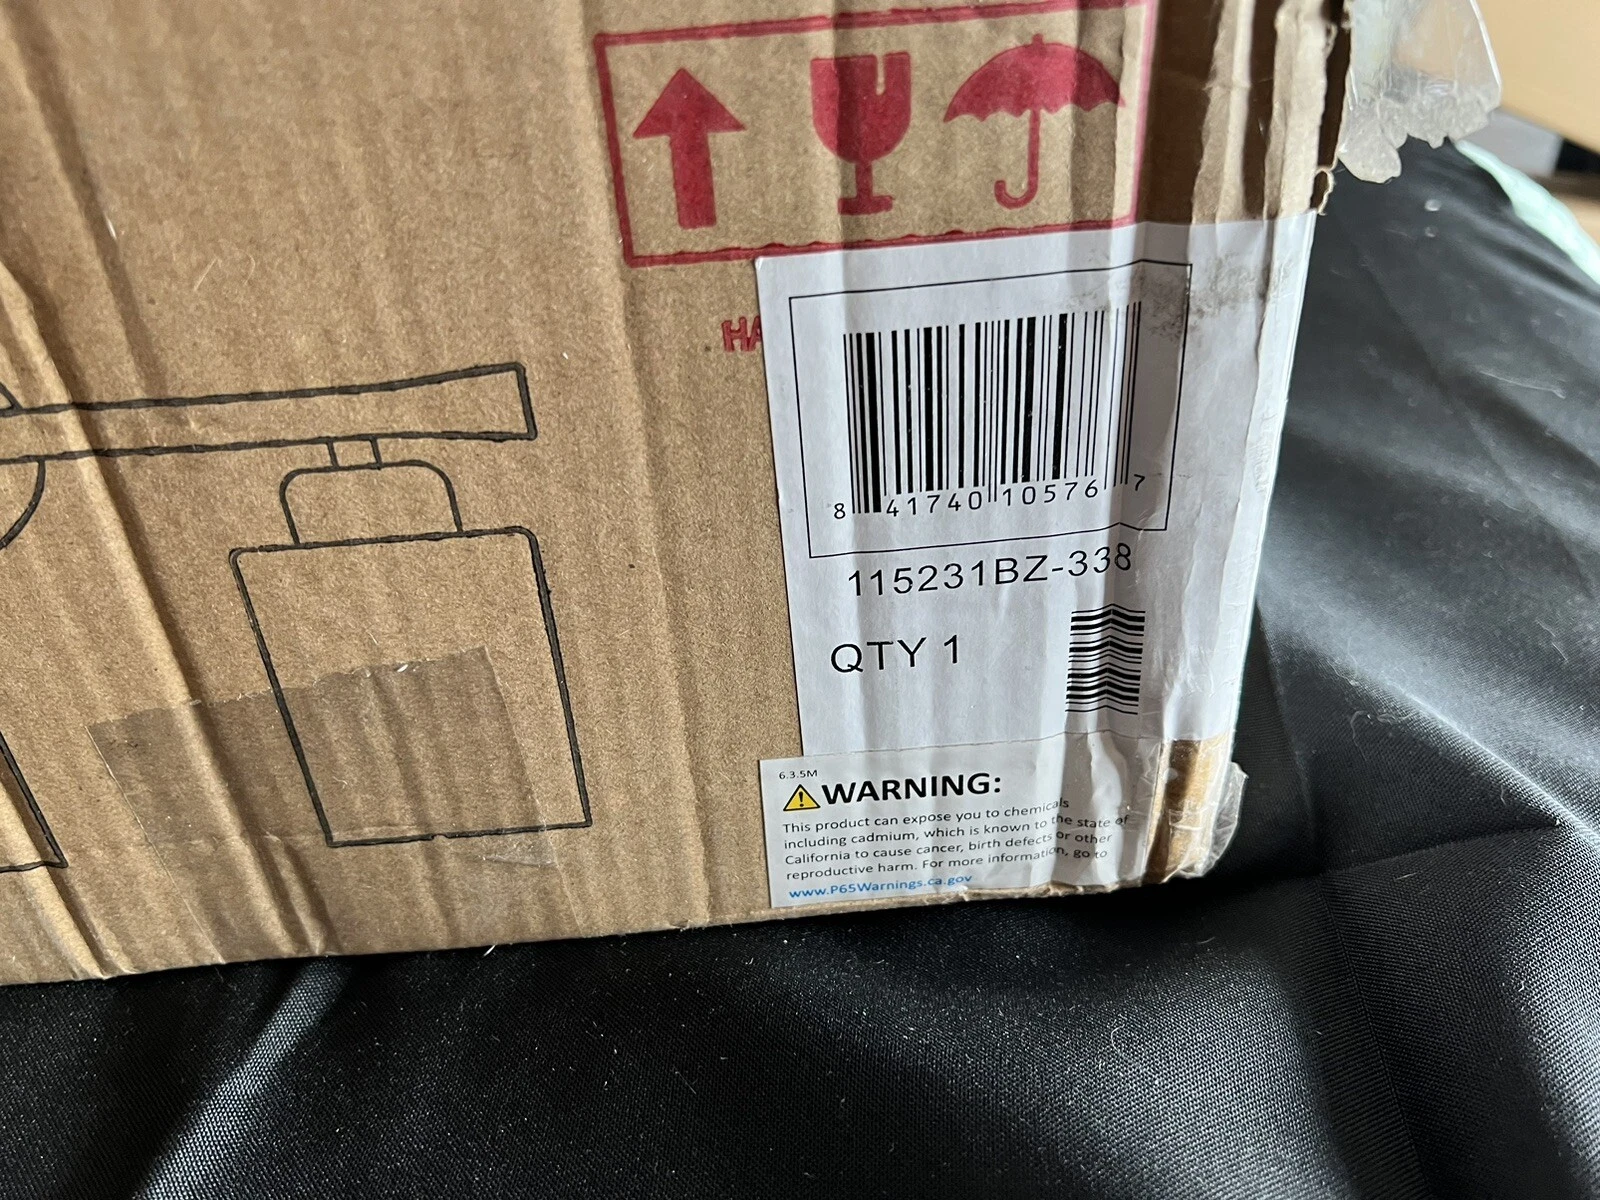 HA
8 41740 10576 7
115231BZ-338
QTY 1
6.3.5M
WARNING:
This product can expose you to chemicals
including cadmium, which is known to the state of
California to cause cancer, birth defects or other
reproductive harm. For more information, go to
www.P65Warnings.ca.gov